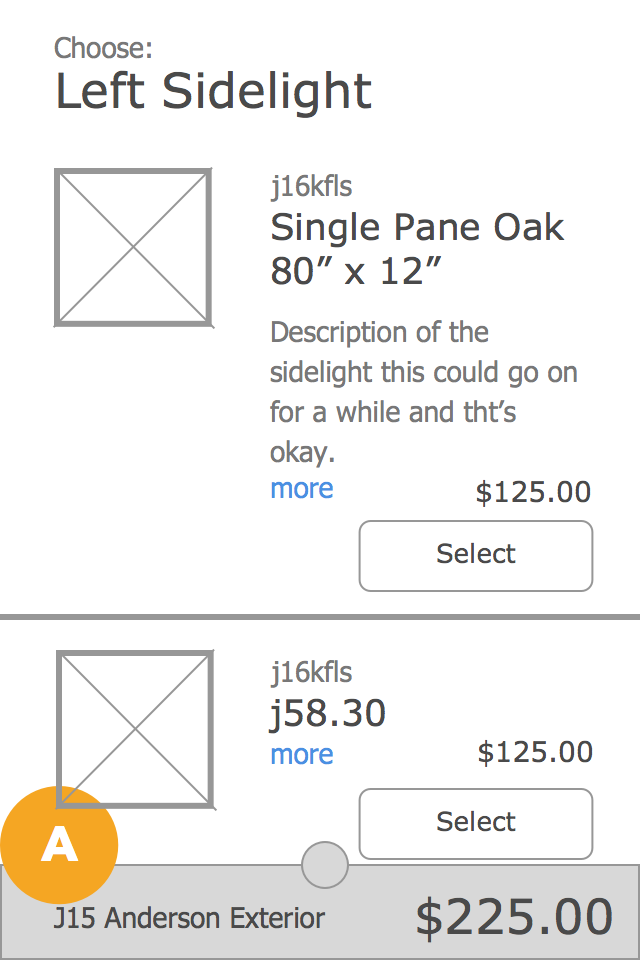 Choose:
Left Sidelight
j16kfls
Single Pane Oak
80” x 12”
Description of the
sidelight this could go on
for a while and tht’s
okay.
more
$125.00
Select
j16kfls
j58.30
more
$125.00
Select
A
J15 Anderson Exterior
$225.00